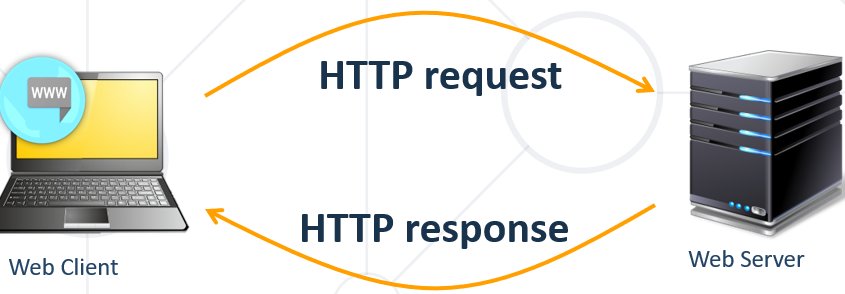 WWW
HTTP request
HTTP response
Web Client
Web Server